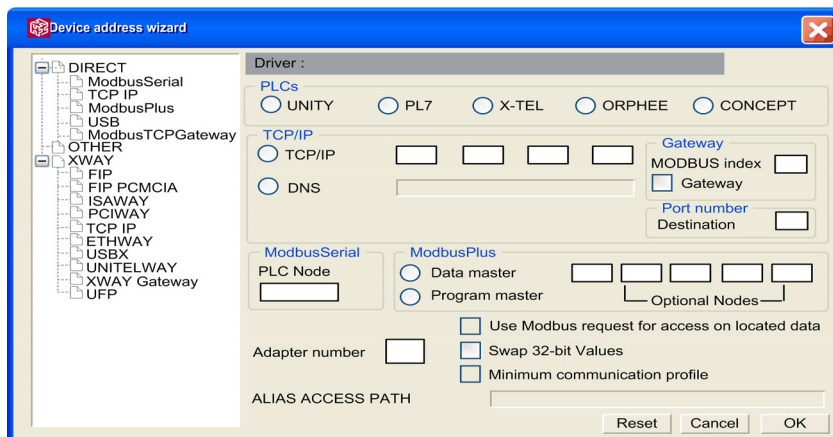 Device address wizard
DIRECT
ModbusSerial
TCP IP
ModbusPlus
USB
ModbusTCPGateway
OTHER
XWAY
FIP
FIP PCMCIA
ISAWAY
PCIWAY
TCP IP
ETHWAY
USBX
UNITELWAY
XWAY Gateway
UFP
Driver :
PLCs
UNITY PL7 X-TEL ORPHEE CONCEPT
TCP/IP
TCP/IP
DNS
Gateway
MODBUS index
Gateway
Port number
Destination
ModbusSerial
PLC Node
ModbusPlus
Data master
Program master
Optional Nodes
Use Modbus request for access on located data
Adapter number
Swap 32-bit Values
Minimum communication profile
ALIAS ACCESS PATH
Reset Cancel OK